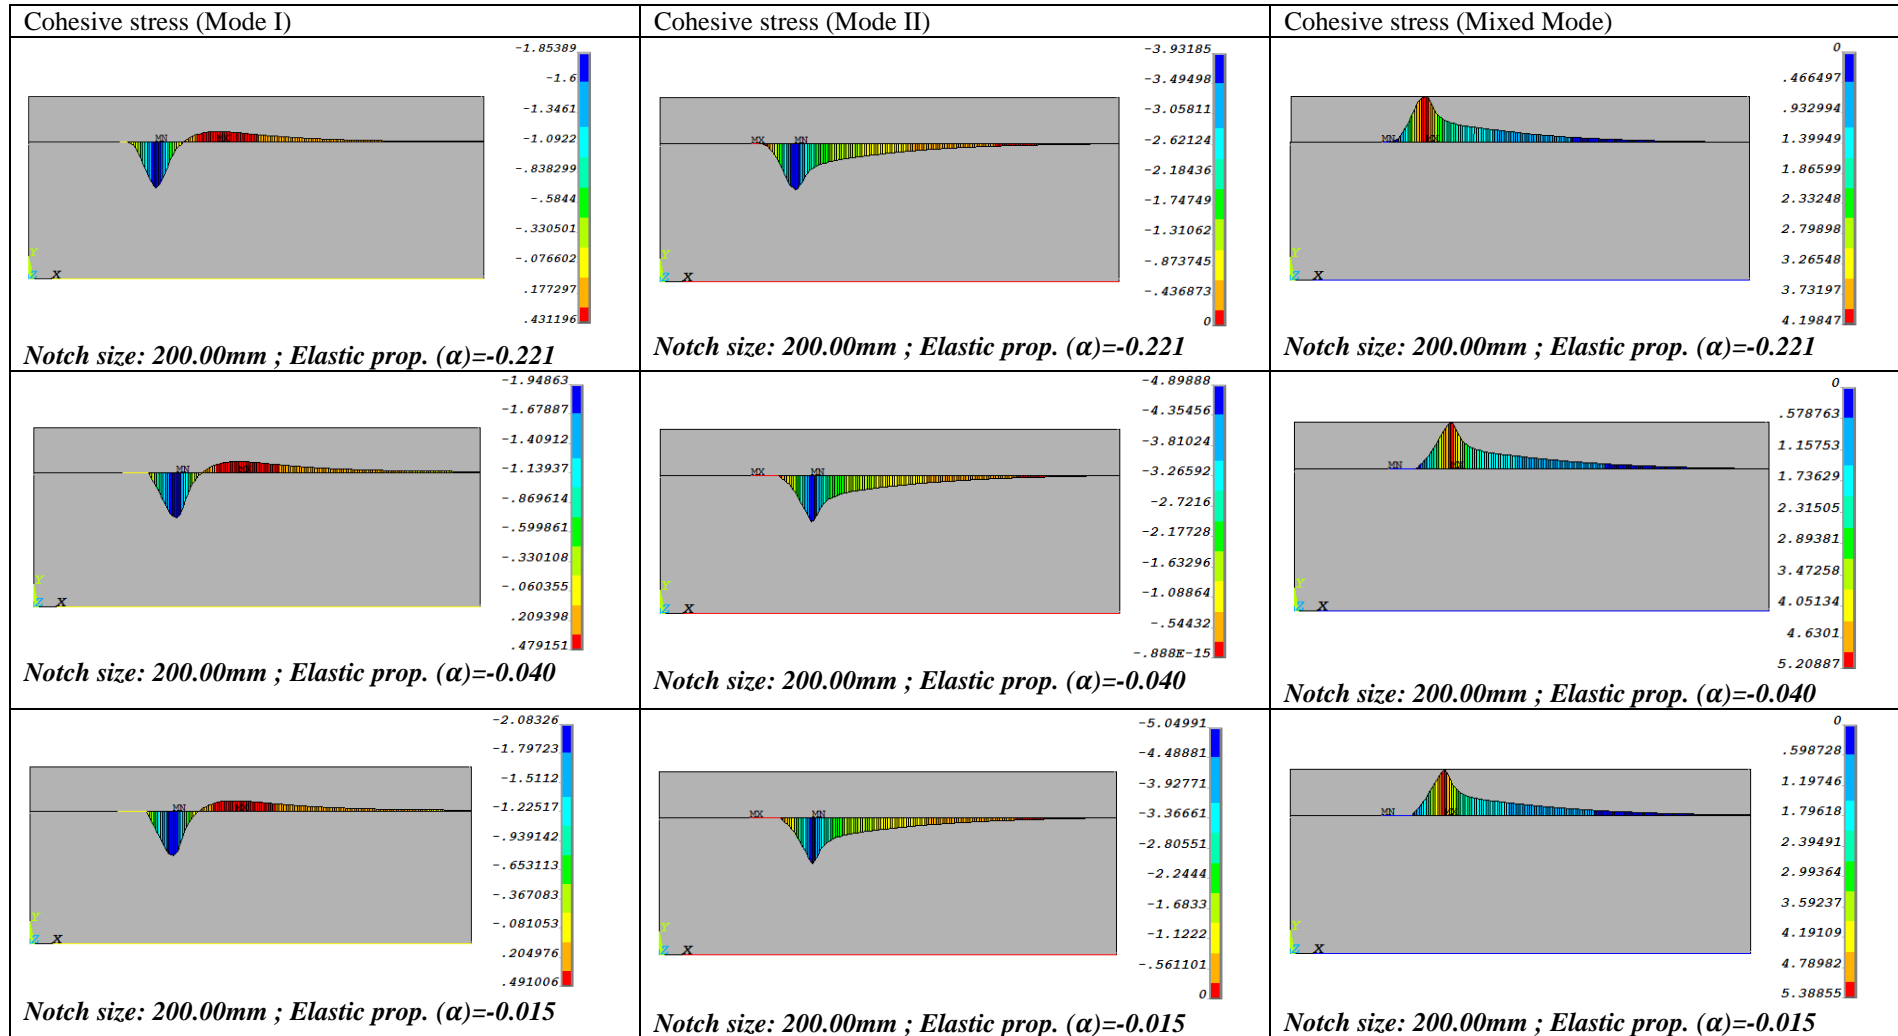 Cohesive stress (Mode I)
-1.85389
-1.6
-1.3461
-1.0922
-.838299
-.5844
-.330501
-.076602
.177297
.431196
MN
MX
Y
Z X
Notch size: 200.00mm ; Elastic prop. (α)=-0.221
Cohesive stress (Mode II)
-3.93185
-3.49498
-3.05811
-2.62124
-2.18436
-1.74749
-1.31062
-.873745
-.436873
0
MX MN
Y
Z X
Notch size: 200.00mm ; Elastic prop. (α)=-0.221
Cohesive stress (Mixed Mode)
0
.466497
.932994
1.39949
1.86599
2.33248
2.79898
3.26548
3.73197
4.19847
MN MX
Y
Z X
Notch size: 200.00mm ; Elastic prop. (α)=-0.221
-1.94863
-1.67887
-1.40912
-1.13937
-.869614
-.599861
-.330108
-.060355
.209398
.479151
MN
MX
Y
Z X
Notch size: 200.00mm ; Elastic prop. (α)=-0.040
-4.89888
-4.35456
-3.81024
-3.26592
-2.7216
-2.17728
-1.63296
-1.08864
-.54432
-.888E-15
MX MN
Y
Z X
Notch size: 200.00mm ; Elastic prop. (α)=-0.040
0
.578763
1.15753
1.73629
2.31505
2.89381
3.47258
4.05134
4.6301
5.20887
MN MX
Y
Z X
Notch size: 200.00mm ; Elastic prop. (α)=-0.040
-2.08326
-1.79723
-1.5112
-1.22517
-.939142
-.653113
-.367083
-.081053
.204976
.491006
MN
MX
Y
Z X
Notch size: 200.00mm ; Elastic prop. (α)=-0.015
-5.04991
-4.48881
-3.92771
-3.36661
-2.80551
-2.2444
-1.6833
-1.1222
-.561101
0
MX MN
Y
Z X
Notch size: 200.00mm ; Elastic prop. (α)=-0.015
0
.598728
1.19746
1.79618
2.39491
2.99364
3.59237
4.19109
4.78982
5.38855
MN MX
Y
Z X
Notch size: 200.00mm ; Elastic prop. (α)=-0.015